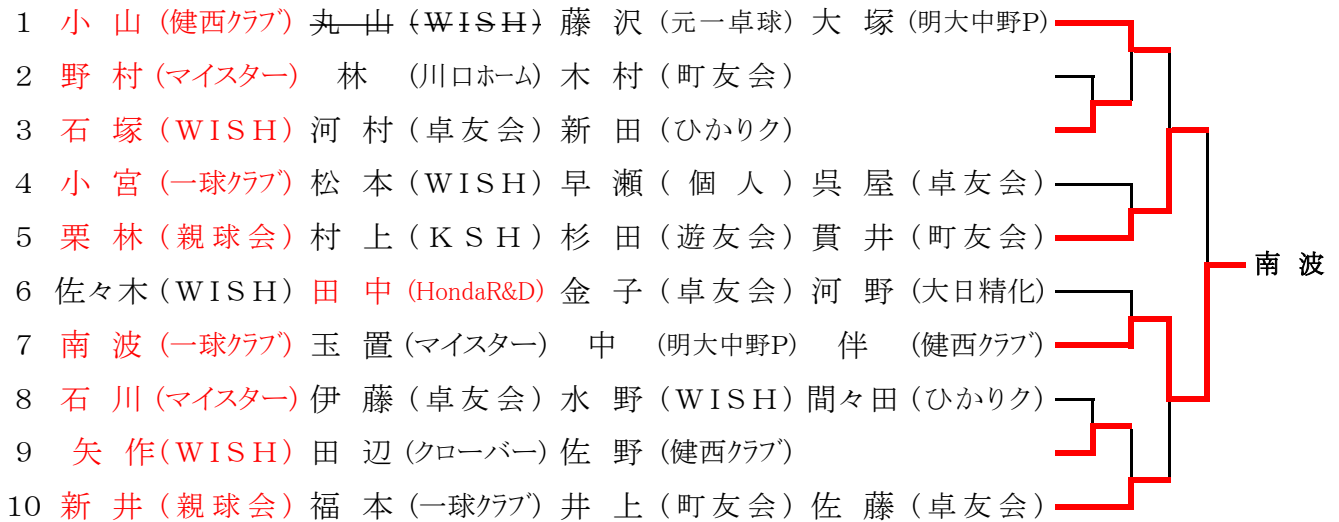 1 小山 (健西ｸﾗﾌﾞ) 丸山 (WISH) 藤沢 (元一卓球) 大塚 (明大中野P)
2 野村 (マイスター) 林 (川口ホーム) 木村 (町友会)
3 石塚 (WISH) 河村 (卓友会) 新田 (ひかりク)
4 小宮 (一球ｸﾗﾌﾞ) 松本 (WISH) 早瀬 (個人) 呉屋 (卓友会)
5 栗林 (親球会) 村上 (KSH) 杉田 (遊友会) 貫井 (町友会)
南波
6 佐々木 (WISH) 田中 (HondaR&D) 金子 (卓友会) 河野 (大日精化)
7 南波 (一球ｸﾗﾌﾞ) 玉置 (マイスター) 中 (明大中野P) 伴 (健西ｸﾗﾌﾞ)
8 石川 (マイスター) 伊藤 (卓友会) 水野 (WISH) 間々田 (ひかりク)
9 矢作 (WISH) 田辺 (クローバー) 佐野 (健西ｸﾗﾌﾞ)
10 新井 (親球会) 福本 (一球ｸﾗﾌﾞ) 井上 (町友会) 佐藤 (卓友会)